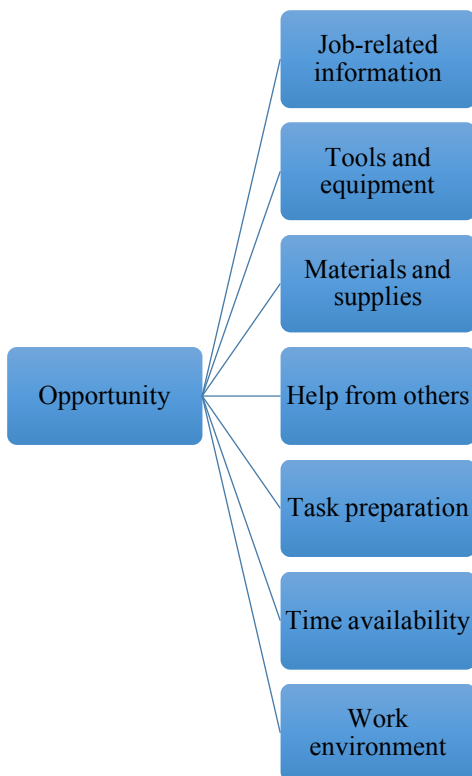 Job-related
information
Tools and
equipment
Materials and
supplies
Opportunity
Help from others
Task preparation
Time availability
Work
environment